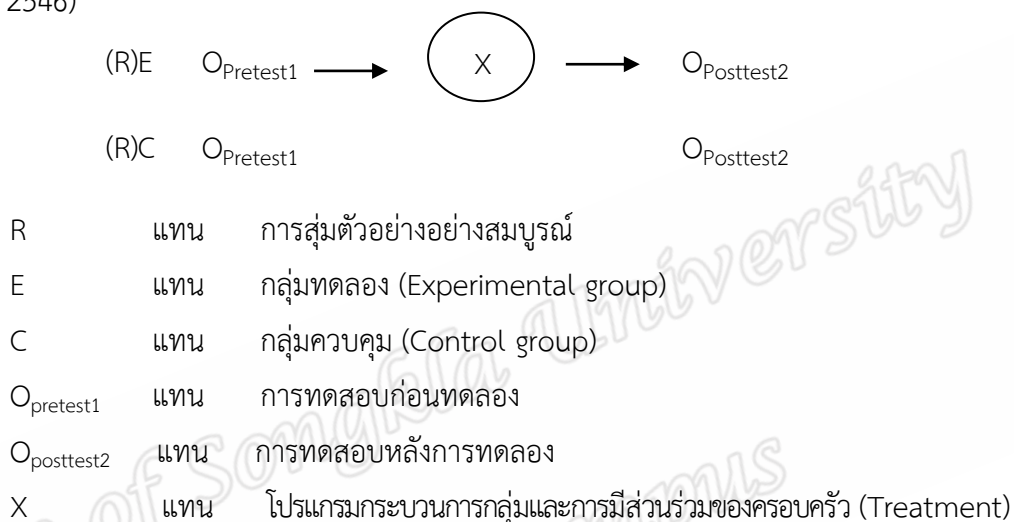 2546)
(R)E O_Pretest1 X O_Posttest2
(R)C O_Pretest1 O_Posttest2
R แทน การสุ่มตัวอย่างอย่างสมบูรณ์
E แทน กลุ่มทดลอง (Experimental group)
C แทน กลุ่มควบคุม (Control group)
O_pretest1 แทน การทดสอบก่อนทดลอง
O_posttest2 แทน การทดสอบหลังการทดลอง
X แทน โปรแกรมกระบวนการกลุ่มและการมีส่วนร่วมของครอบครัว (Treatment)
of Songkla University